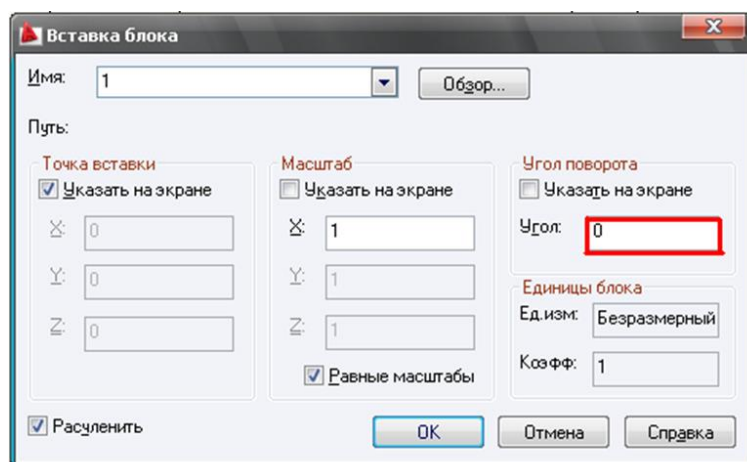 Вставка блока
Имя: 1 Обзор...
Путь:
Точка вставки
Указать на экране
X: 0
Y: 0
Z: 0
Масштаб
Указать на экране
X: 1
Y: 1
Z: 1
Равные масштабы
Угол поворота
Указать на экране
Угол: 0
Единицы блока
Ед.изм: Безразмерный
Коэфф: 1
Расчленить
OK Отмена Справка